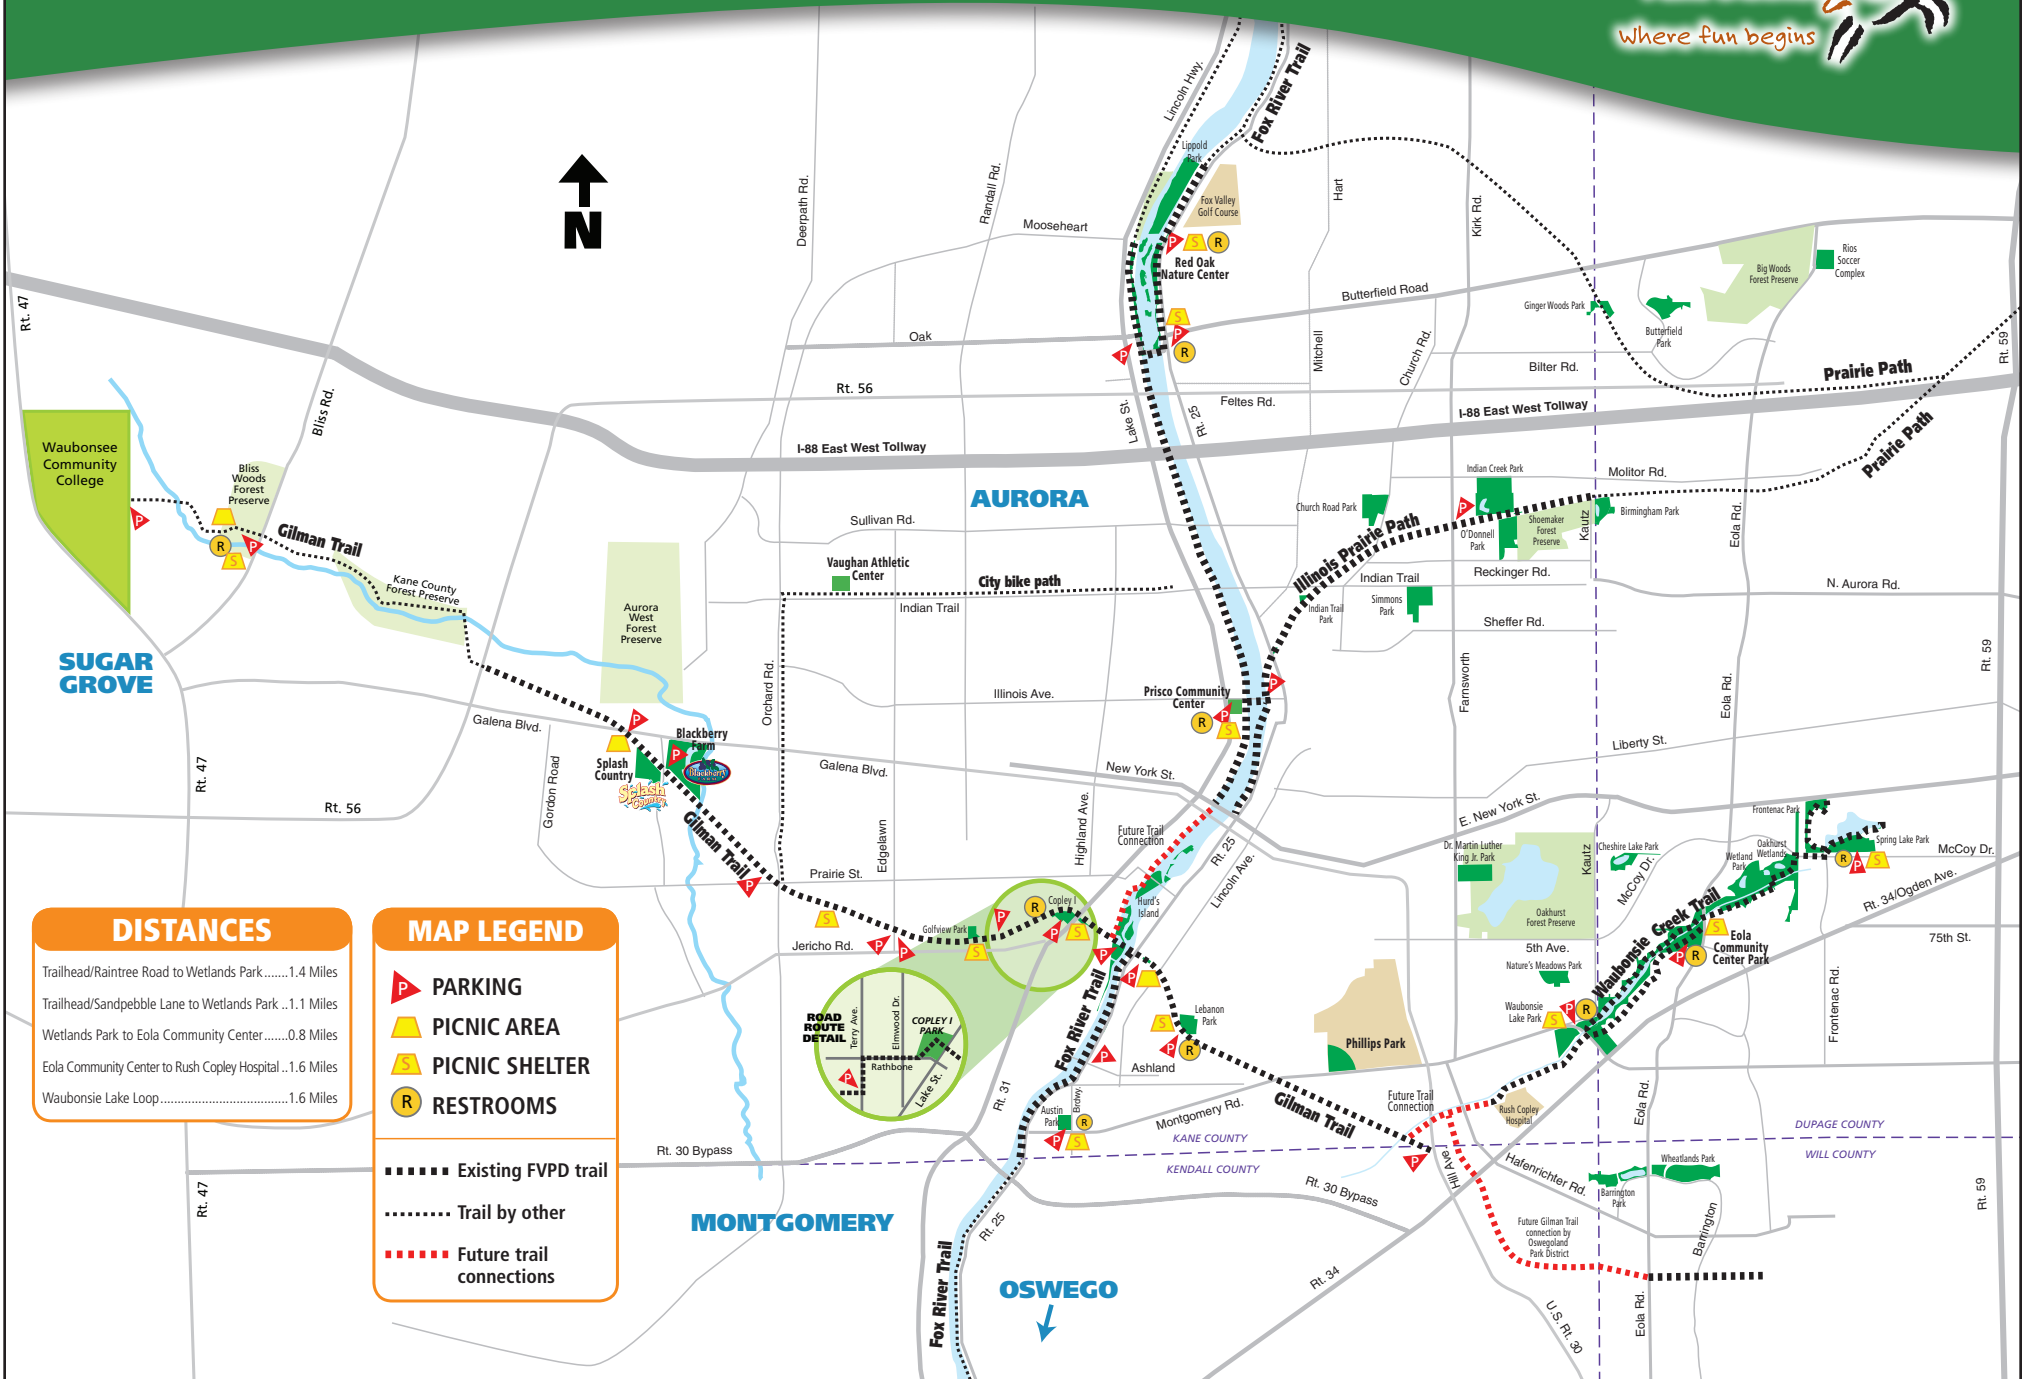 Where fun begins
Lincoln Hwy.
Fox River Trail
Lippold
Park
Fox Valley
Golf Course
Hart
Kirk Rd.
Deerpath Rd.
Randall Rd.
Mooseheart
N
Red Oak
Nature Center
Butterfield Road
Big Woods
Forest Preserve
Rios
Soccer
Complex
Ginger Woods Park
Butterfield
Park
Rt. 59
Rt. 47
Oak
Mitchell
Church Rd.
Bilter Rd.
Prairie Path
Rt. 56
Bliss Rd.
Lake St.
Rt. 25
Feltes Rd.
I-88 East West Tollway
I-88 East West Tollway
Prairie Path
Waubonsee
Community
College
Bliss
Woods
Forest
Preserve
AURORA
Indian Creek Park
Molitor Rd.
Church Road Park
Birmingham Park
Shoemaker
Forest
Preserve
O'Donnell
Park
Kautz
Eola Rd.
Gilman Trail
Sullivan Rd.
Illinois Prairie Path
Vaughan Athletic
Center
City bike path
Indian Trail
Kane County
Forest Preserve
Indian Trail
Reckinger Rd.
N. Aurora Rd.
Indian Trail
Park
Simmons
Park
Sheffer Rd.
Aurora
West
Forest
Preserve
SUGAR
GROVE
Orchard Rd.
Illinois Ave.
Prisco Community
Center
Farnsworth
Eola Rd.
Rt. 59
Galena Blvd.
Blackberry
Farm
Blackberry
Splash
Country
Splash
Country
Galena Blvd.
New York St.
Liberty St.
Rt. 47
Rt. 56
Gordon Road
Gilman Trail
Edgelawn
Highland Ave.
Future Trail
Connection
Rt. 25
Lincoln Ave.
E. New York St.
Dr. Martin Luther
King Jr. Park
Kautz
Cheshire Lake Park
McCoy Dr.
Oakhurst
Wetlands
Wetland
Park
Frontenac Park
Spring Lake Park
McCoy Dr.
Rt. 34/Ogden Ave.
Prairie St.
Hurd's
Island
Copley I
Golfview Park
Jericho Rd.
Oakhurst
Forest Preserve
5th Ave.
Waubonsie Creek Trail
Eola
Community
Center Park
75th St.
Nature's Meadows Park
Waubonsie
Lake Park
Frontenac Rd.
DISTANCES
Trailhead/Raintree Road to Wetlands Park.......1.4 Miles
Trailhead/Sandpebble Lane to Wetlands Park ..1.1 Miles
Wetlands Park to Eola Community Center.......0.8 Miles
Eola Community Center to Rush Copley Hospital ..1.6 Miles
Waubonsie Lake Loop....................................1.6 Miles
MAP LEGEND
P PARKING
PICNIC AREA
S PICNIC SHELTER
R RESTROOMS
Existing FVPD trail
Trail by other
Future trail
connections
ROAD
ROUTE
DETAIL
Terry Ave.
Elmwood Dr.
COPLEY I
PARK
Rathbone
Lake St.
Fox River Trail
Lebanon
Park
Ashland
Phillips Park
Rt. 31
Austin
Park
Brdwy.
Montgomery Rd.
Gilman Trail
Future Trail
Connection
Rush Copley
Hospital
KANE COUNTY
KENDALL COUNTY
DUPAGE COUNTY
WILL COUNTY
Eola Rd.
Rt. 30 Bypass
Rt. 30 Bypass
Hill Ave.
Hafenrichter Rd.
Wheatlands Park
Barrington
Park
Barrington
Rt. 59
Rt. 47
MONTGOMERY
Rt. 25
Future Gilman Trail
connection by
Oswegoland
Park District
Fox River Trail
OSWEGO
Rt. 34
U.S. Rt. 30
Eola Rd.